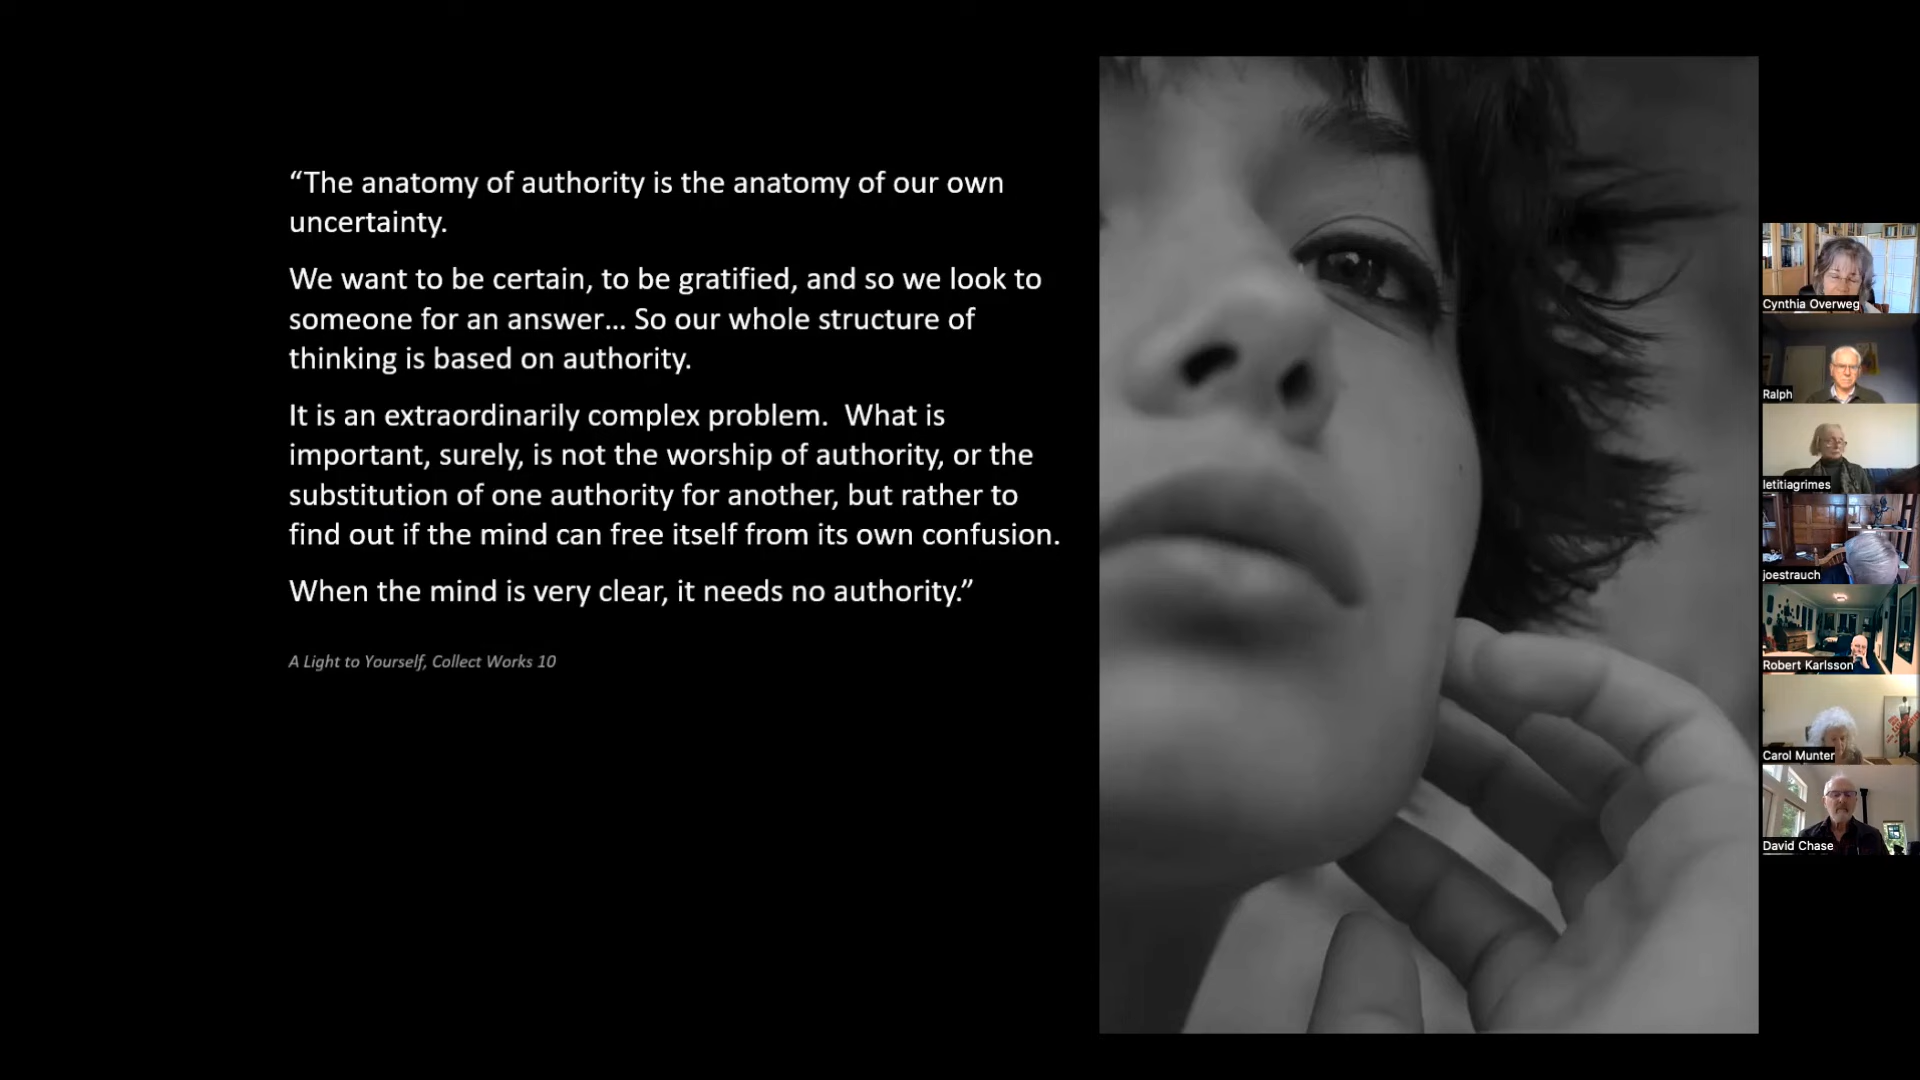 “The anatomy of authority is the anatomy of our own
uncertainty.
We want to be certain, to be gratified, and so we look to
someone for an answer... So our whole structure of
thinking is based on authority.
It is an extraordinarily complex problem.  What is
important, surely, is not the worship of authority, or the
substitution of one authority for another, but rather to
find out if the mind can free itself from its own confusion.
When the mind is very clear, it needs no authority.”
A Light to Yourself, Collect Works 10
Cynthia Overweg
Ralph
letitiagrimes
joestrauch
Robert Karlsson
Carol Munter
David Chase